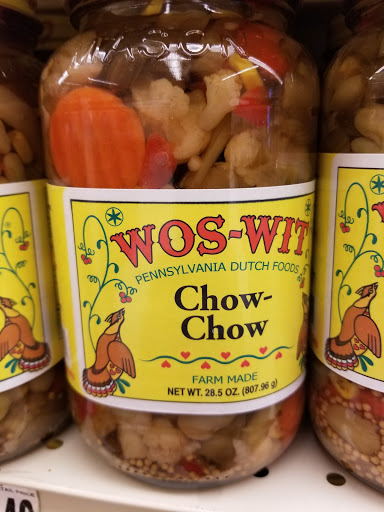 WOS-WIT
PENNSYLVANIA DUTCH FOODS
Chow-
Chow
FARM MADE
NET WT. 28.5 OZ. (807.96 g)